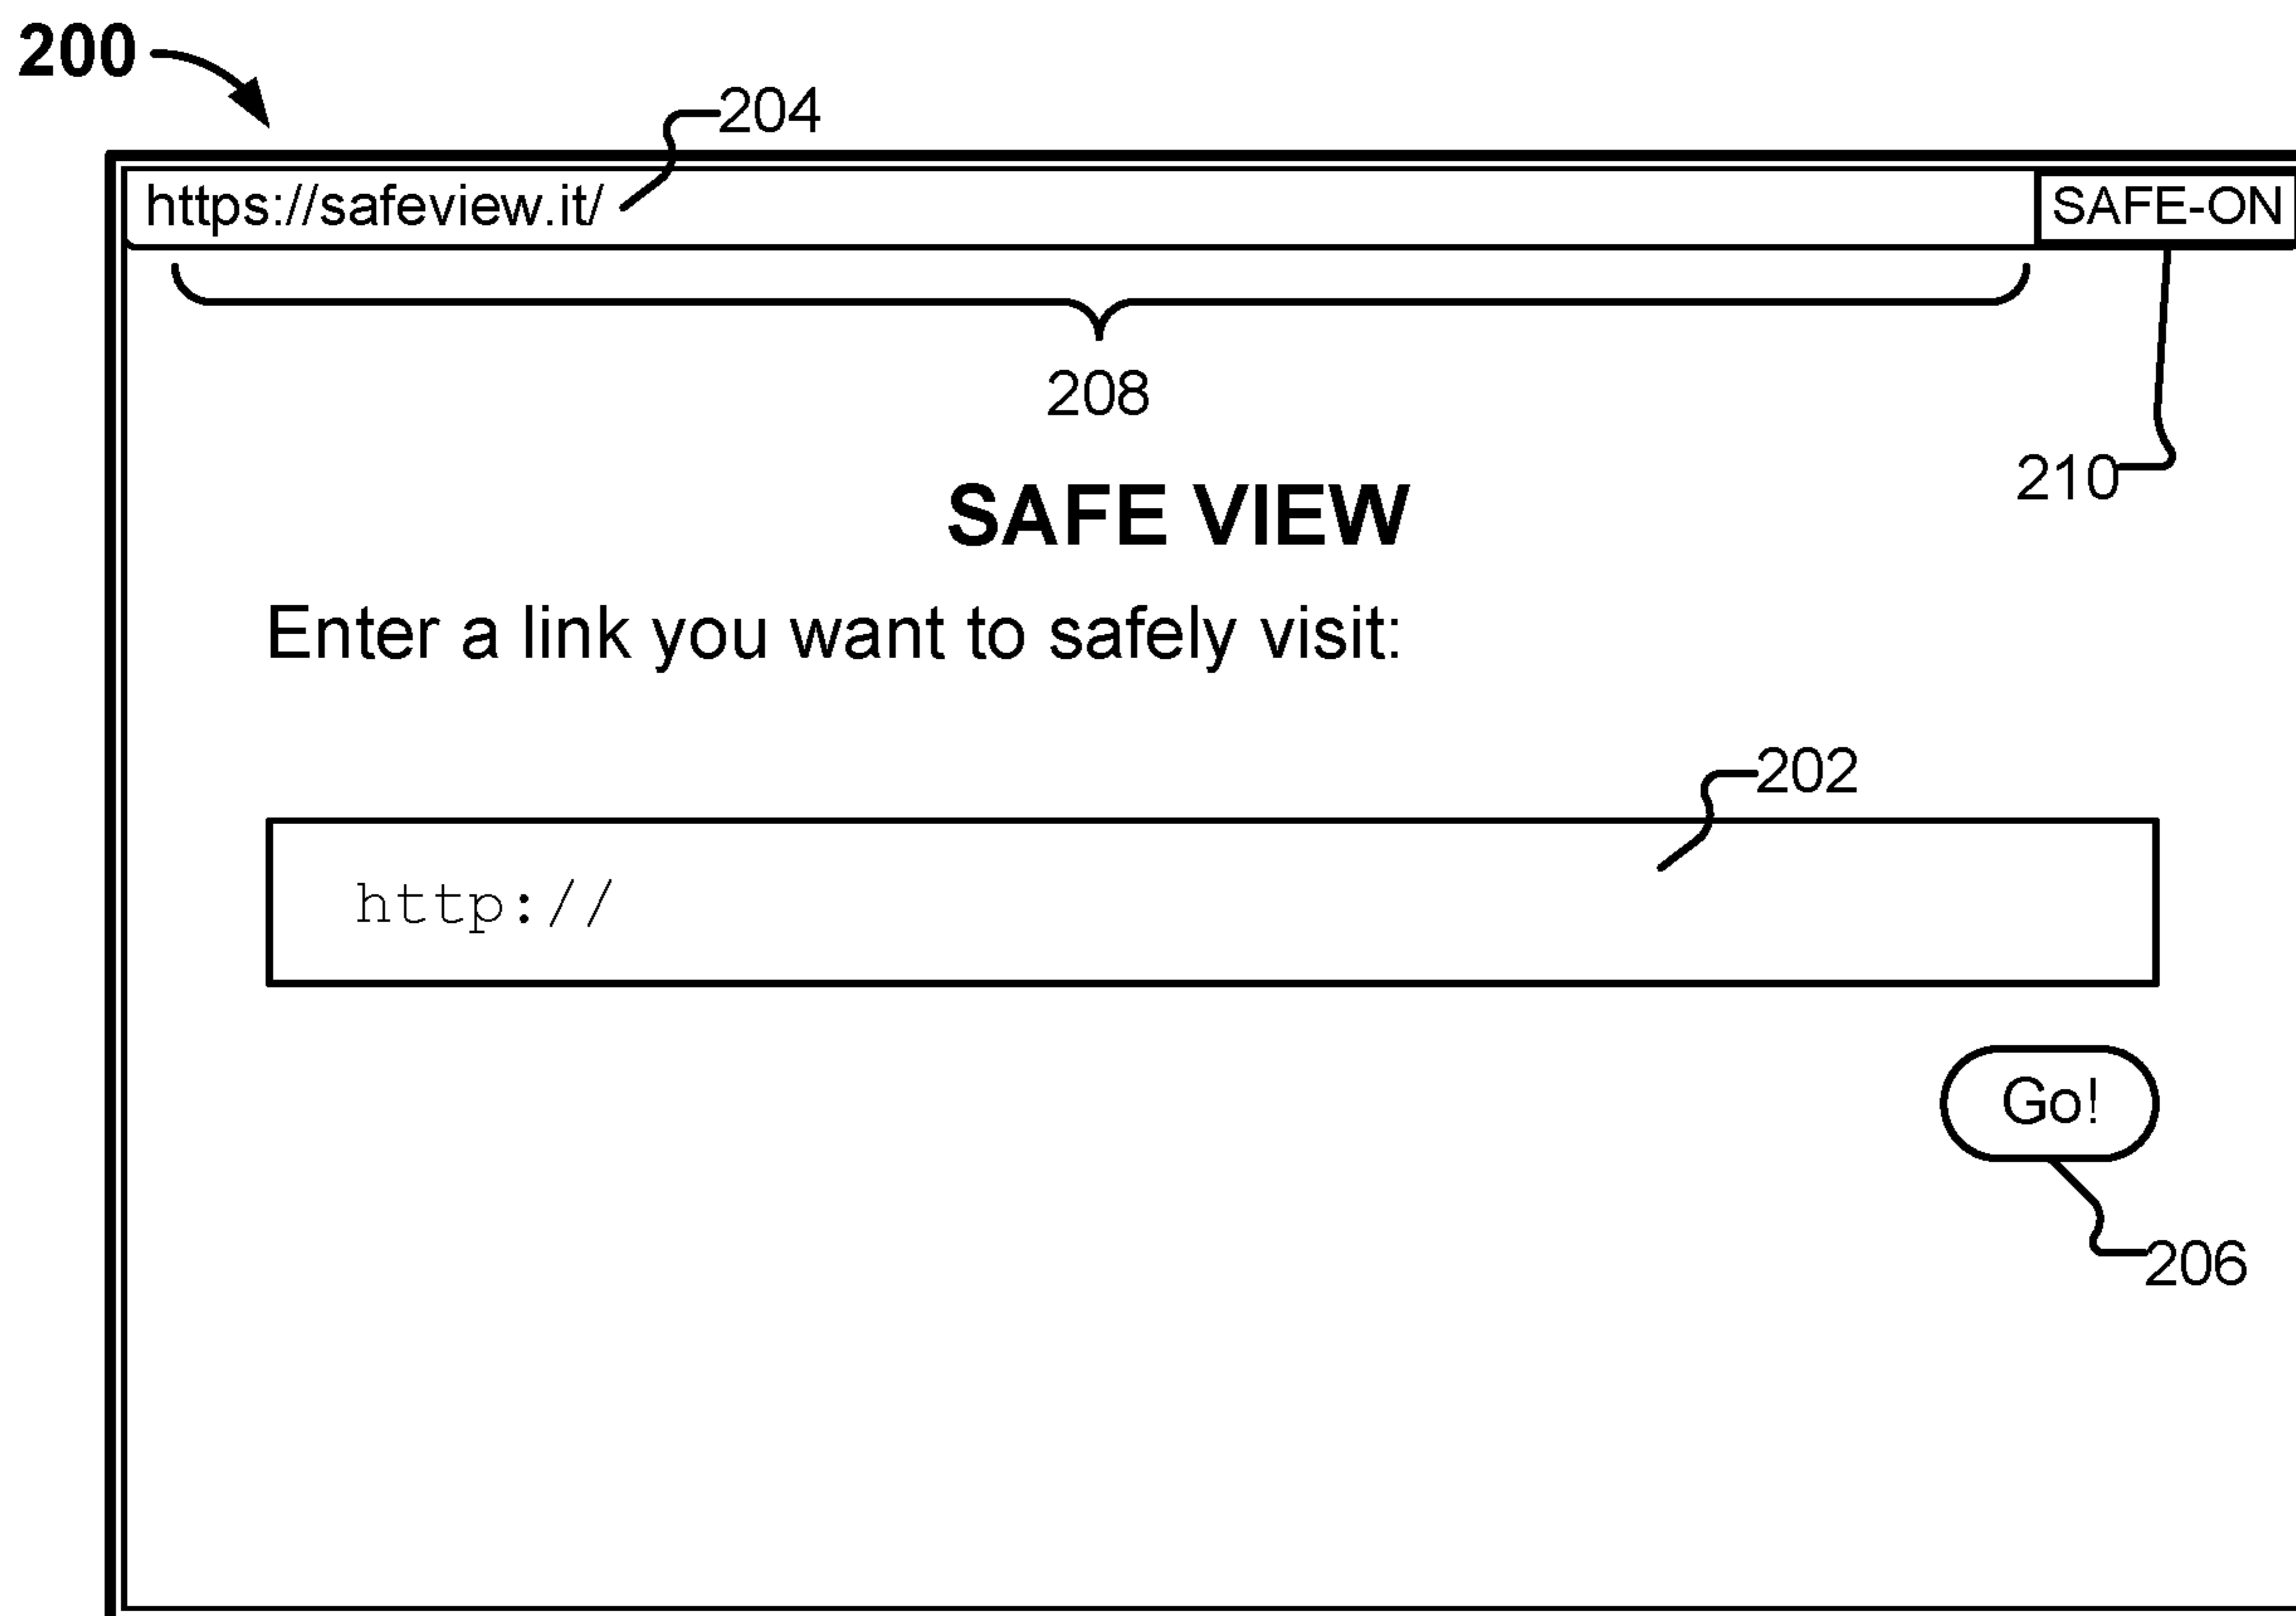 200
204
https://safeview.it/ SAFE-ON
208
210
SAFE VIEW
Enter a link you want to safely visit:
202
http://
Go!
206